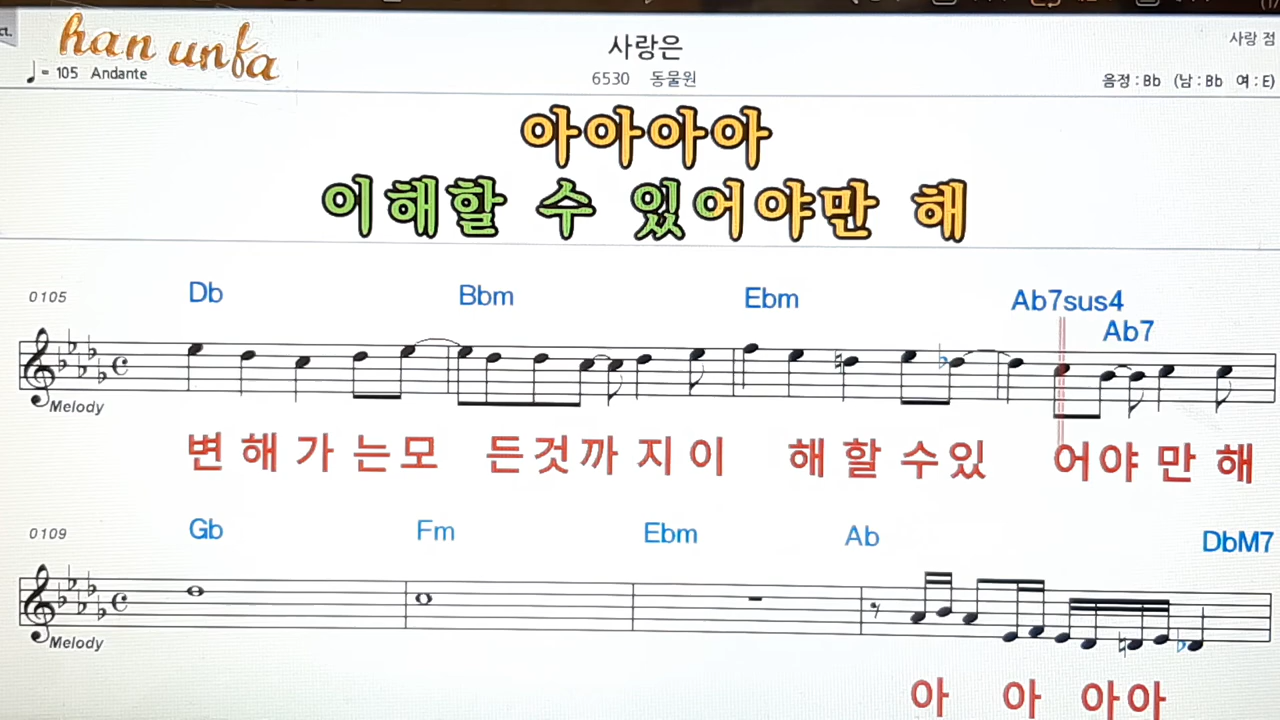 ct.
han unfa
♩= 105 Andante
사랑은
6530 동물원
사랑 점
음정 : Bb (남 : Bb 여 : E)
아아아아
이해할 수 있어야만 해
0105 Db Bbm Ebm Ab7sus4
Ab7
Melody
변 해 가 는 모 든 것 까 지 이 해 할 수 있 어 야 만 해
0109 Gb Fm Ebm Ab DbM7
Melody
아 아 아 아